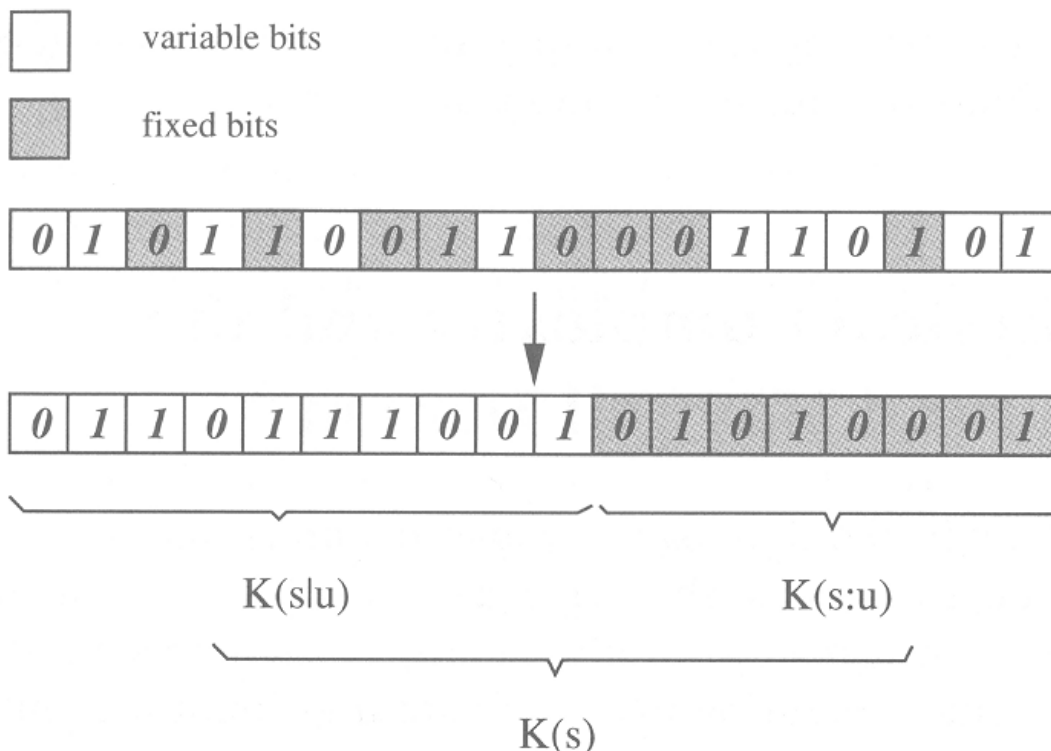 variable bits
fixed bits
0 1 0 1 1 0 0 1 1 0 0 0 1 1 0 1 0 1
0 1 1 0 1 1 1 0 0 1 0 1 0 1 0 0 0 1
K(s|u) K(s:u)
K(s)